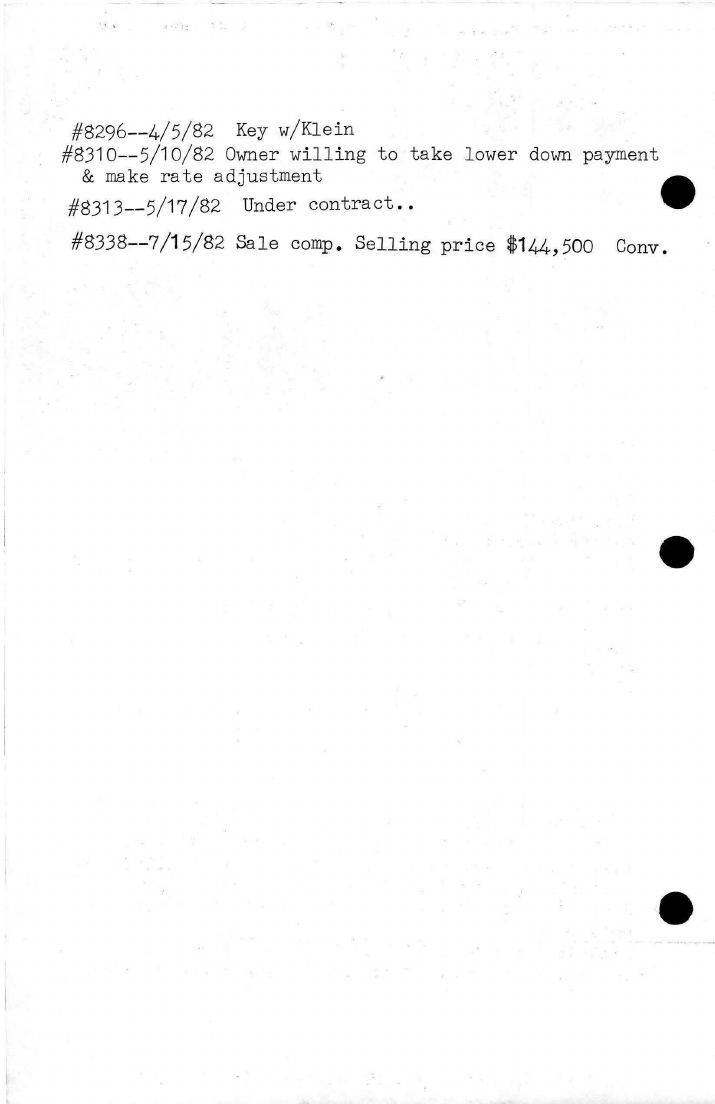 #8296--4/5/82 Key w/Klein
#8310--5/10/82 Owner willing to take lower down payment
& make rate adjustment
#8313--5/17/82 Under contract..
#8338--7/15/82 Sale comp. Selling price $144,500 Conv.